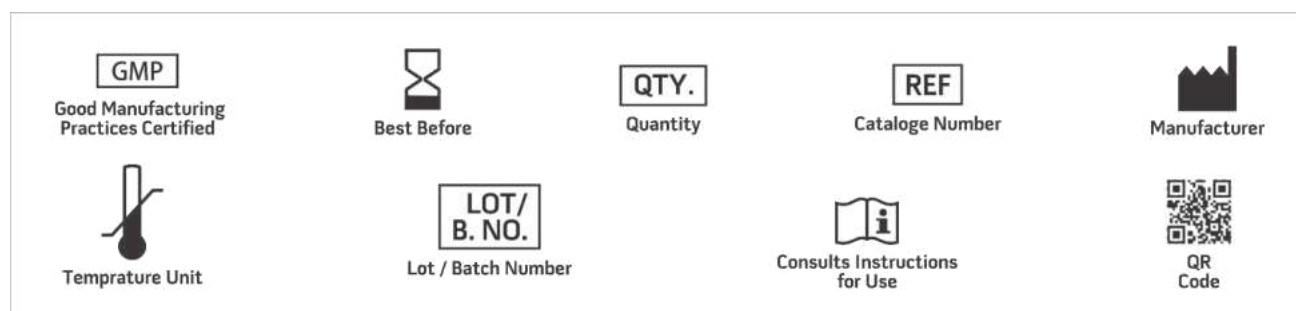 GMP
Good Manufacturing
Practices Certified
Best Before
QTY.
Quantity
REF
Cataloge Number
Manufacturer
Temprature Unit
LOT/
B. NO.
Lot / Batch Number
i
Consults Instructions
for Use
QR
Code